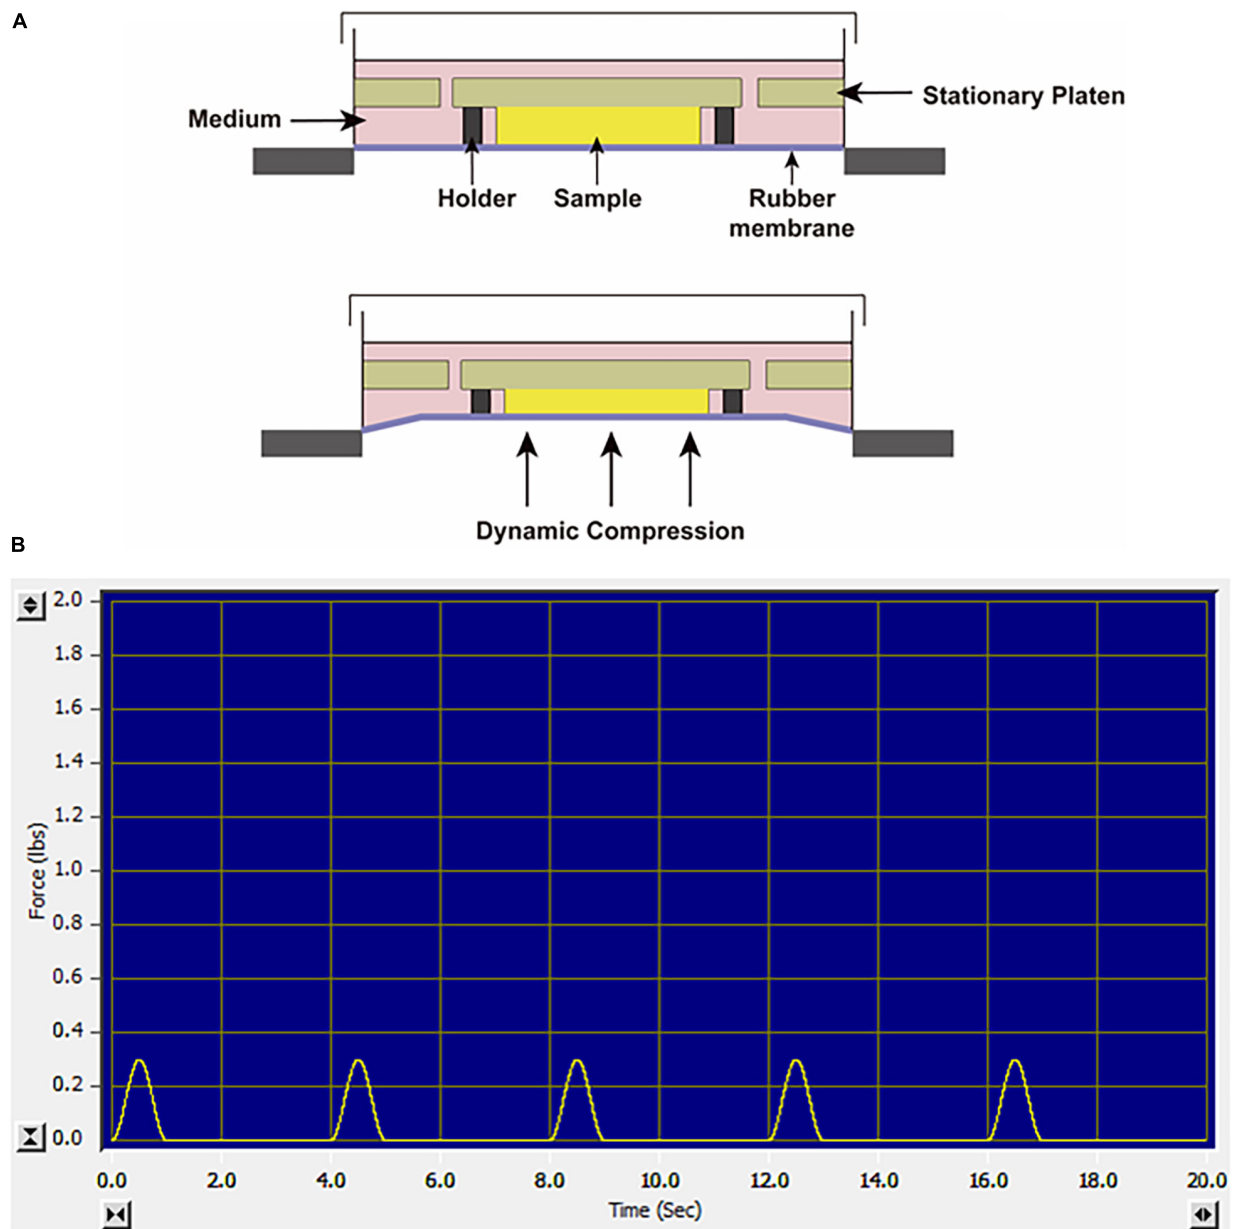 A
Medium
Stationary Platen
Holder
Sample
Rubber
membrane
Dynamic Compression
B
2.0
1.8
1.6
1.4
1.2
1.0
0.8
0.6
0.4
0.2
0.0
Force (lbs)
0.0 2.0 4.0 6.0 8.0 10.0 12.0 14.0 16.0 18.0 20.0
Time (Sec)